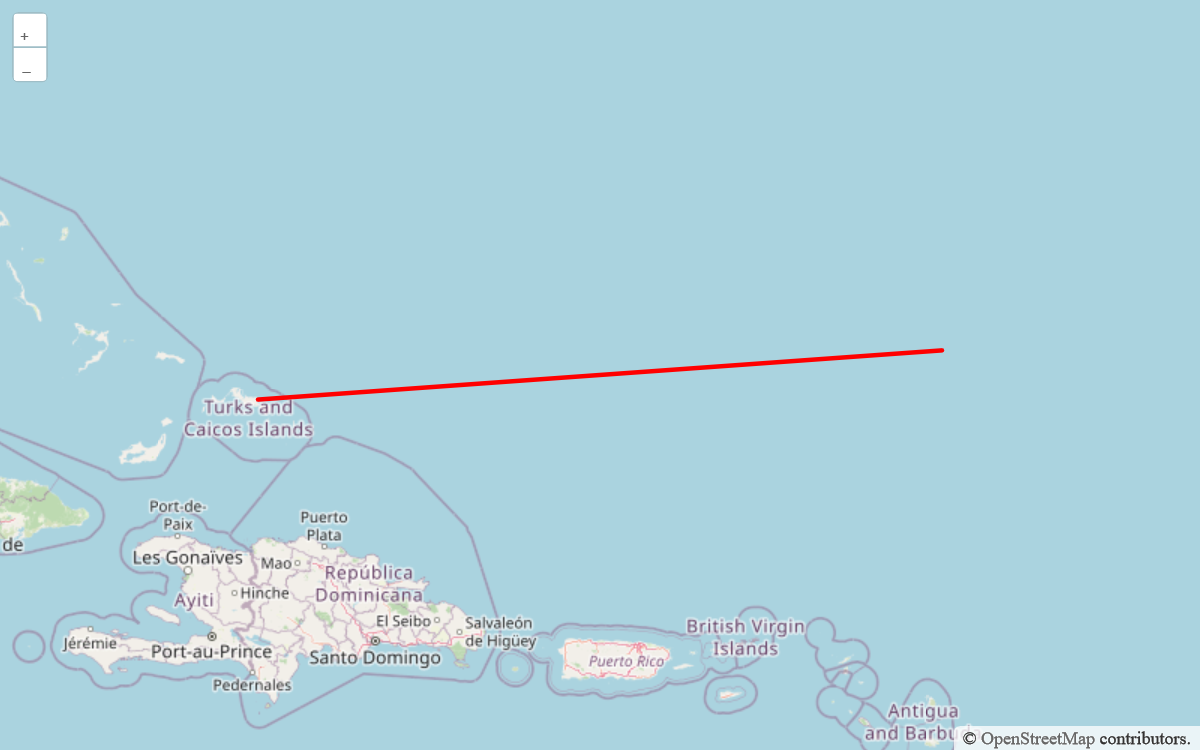 +
–
Turks and
Caicos Islands
Port-de-
Paix
Puerto
Plata
de
Les Gonaïves
Mao
República
Dominicana
Hinche
Ayiti
El Seibo
Salvaleón
de Higüey
Jérémie
Port-au-Prince
Santo Domingo
Pedernales
Puerto Rico
British Virgin
Islands
Antigua
and Barbu
© OpenStreetMap contributors.